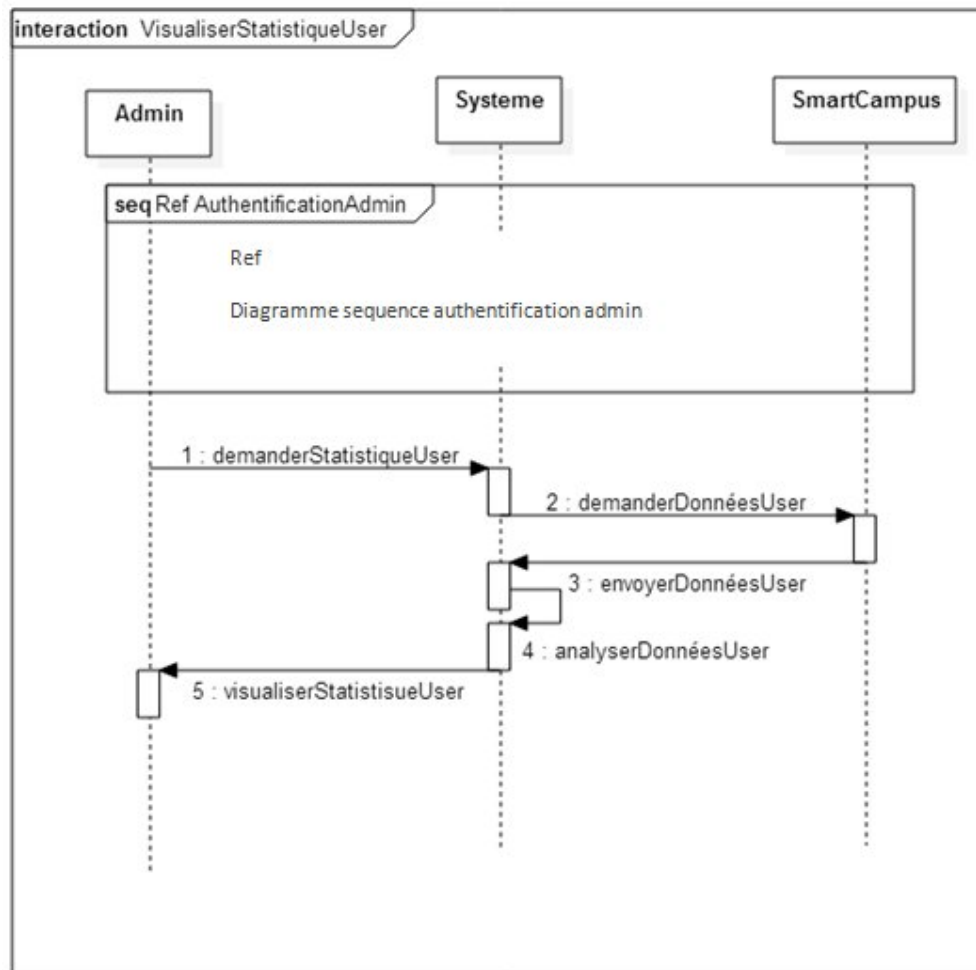 interaction VisualiserStatistiqueUser
Admin
Systeme
SmartCampus
seq Ref AuthentificationAdmin
Ref
Diagramme sequence authentification admin
1 : demanderStatistiqueUser
2 : demanderDonnéesUser
3 : envoyerDonnéesUser
4 : analyserDonnéesUser
5 : visualiserStatistisueUser